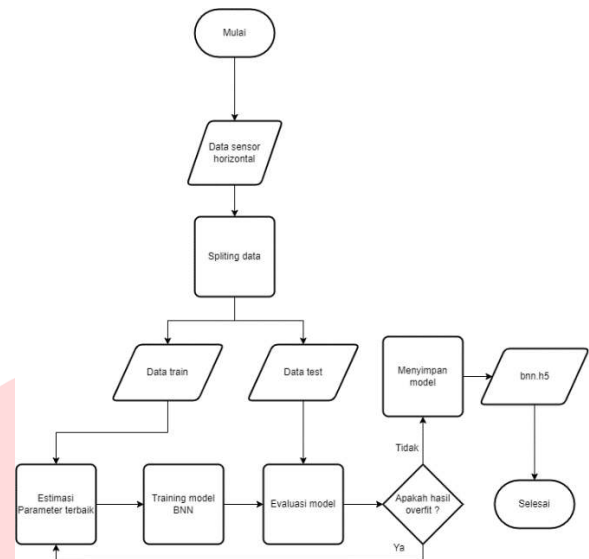 Mulai
Data sensor
horizontal
Spliting data
Data train
Data test
Menyimpan
model
bnn.h5
Tidak
Estimasi
Parameter terbaik
Training model
BNN
Evaluasi model
Apakah hasil
overfit ?
Selesai
Ya